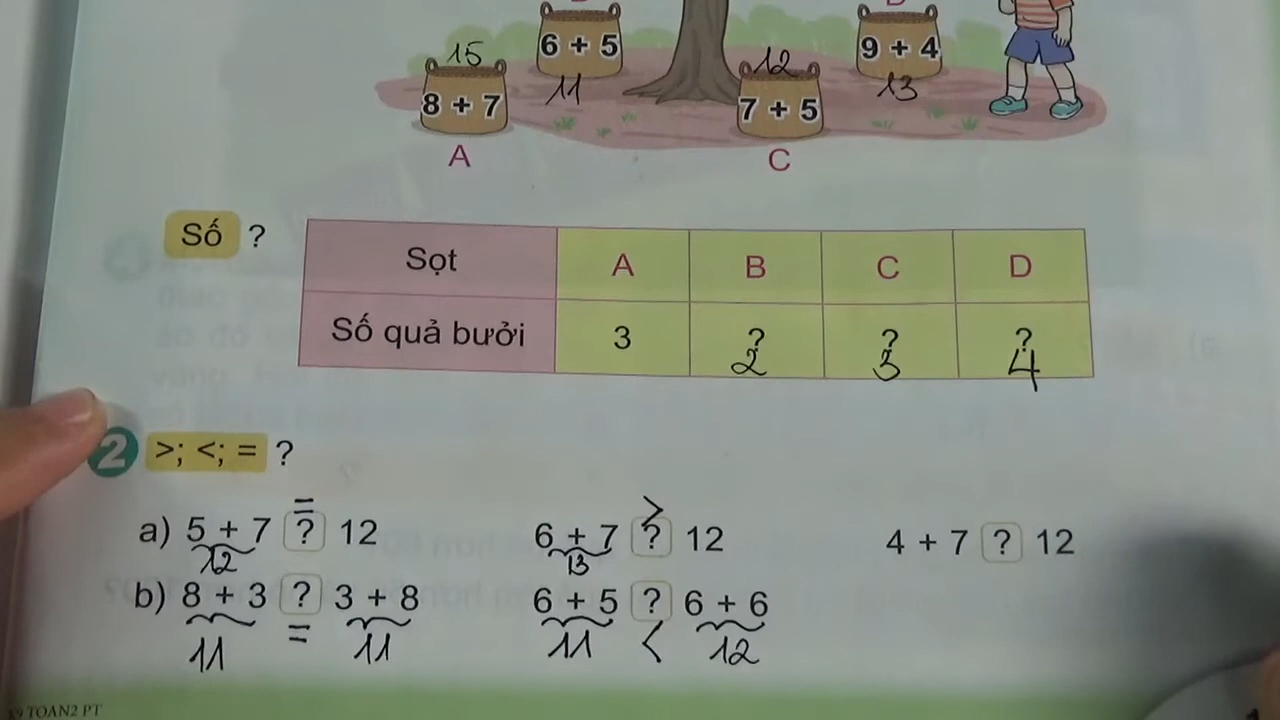 15
6 + 5
12
9 + 4
8 + 7
11
7 + 5
13
A
C
Số ?
Sọt A B C D
Số quả bưởi 3 ? ? ?
2 3 4
2 >; <; = ?
= >
a) 5 + 7 ? 12 6 + 7 ? 12 4 + 7 ? 12
12 13
b) 8 + 3 ? 3 + 8 6 + 5 ? 6 + 6
11 = 11 11 < 12
TOAN2 PT